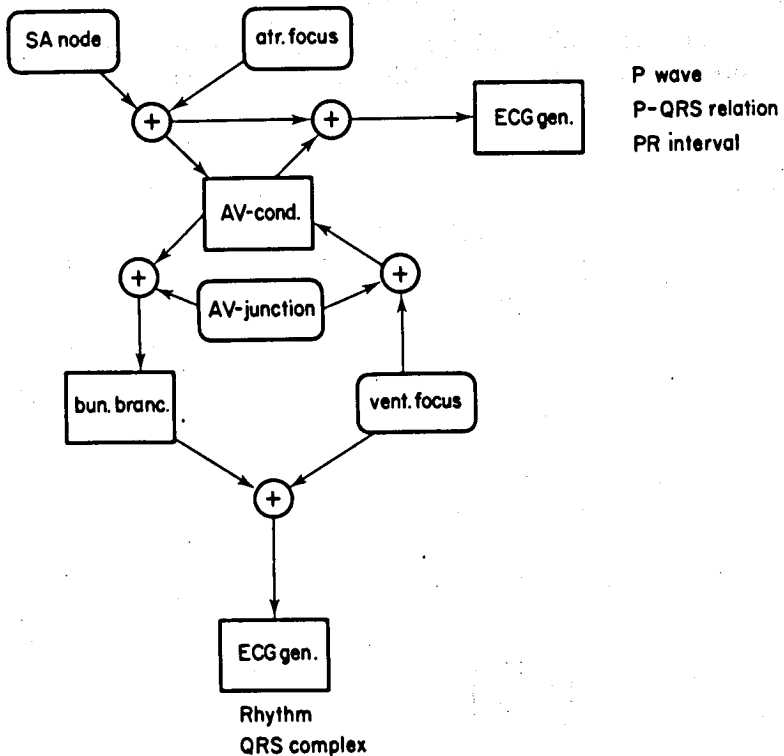 SA node
atr. focus
+
+
ECG gen.
P wave
P-QRS relation
PR interval
AV-cond.
+
+
AV-junction
bun. branc.
vent. focus
+
ECG gen.
Rhythm
QRS complex